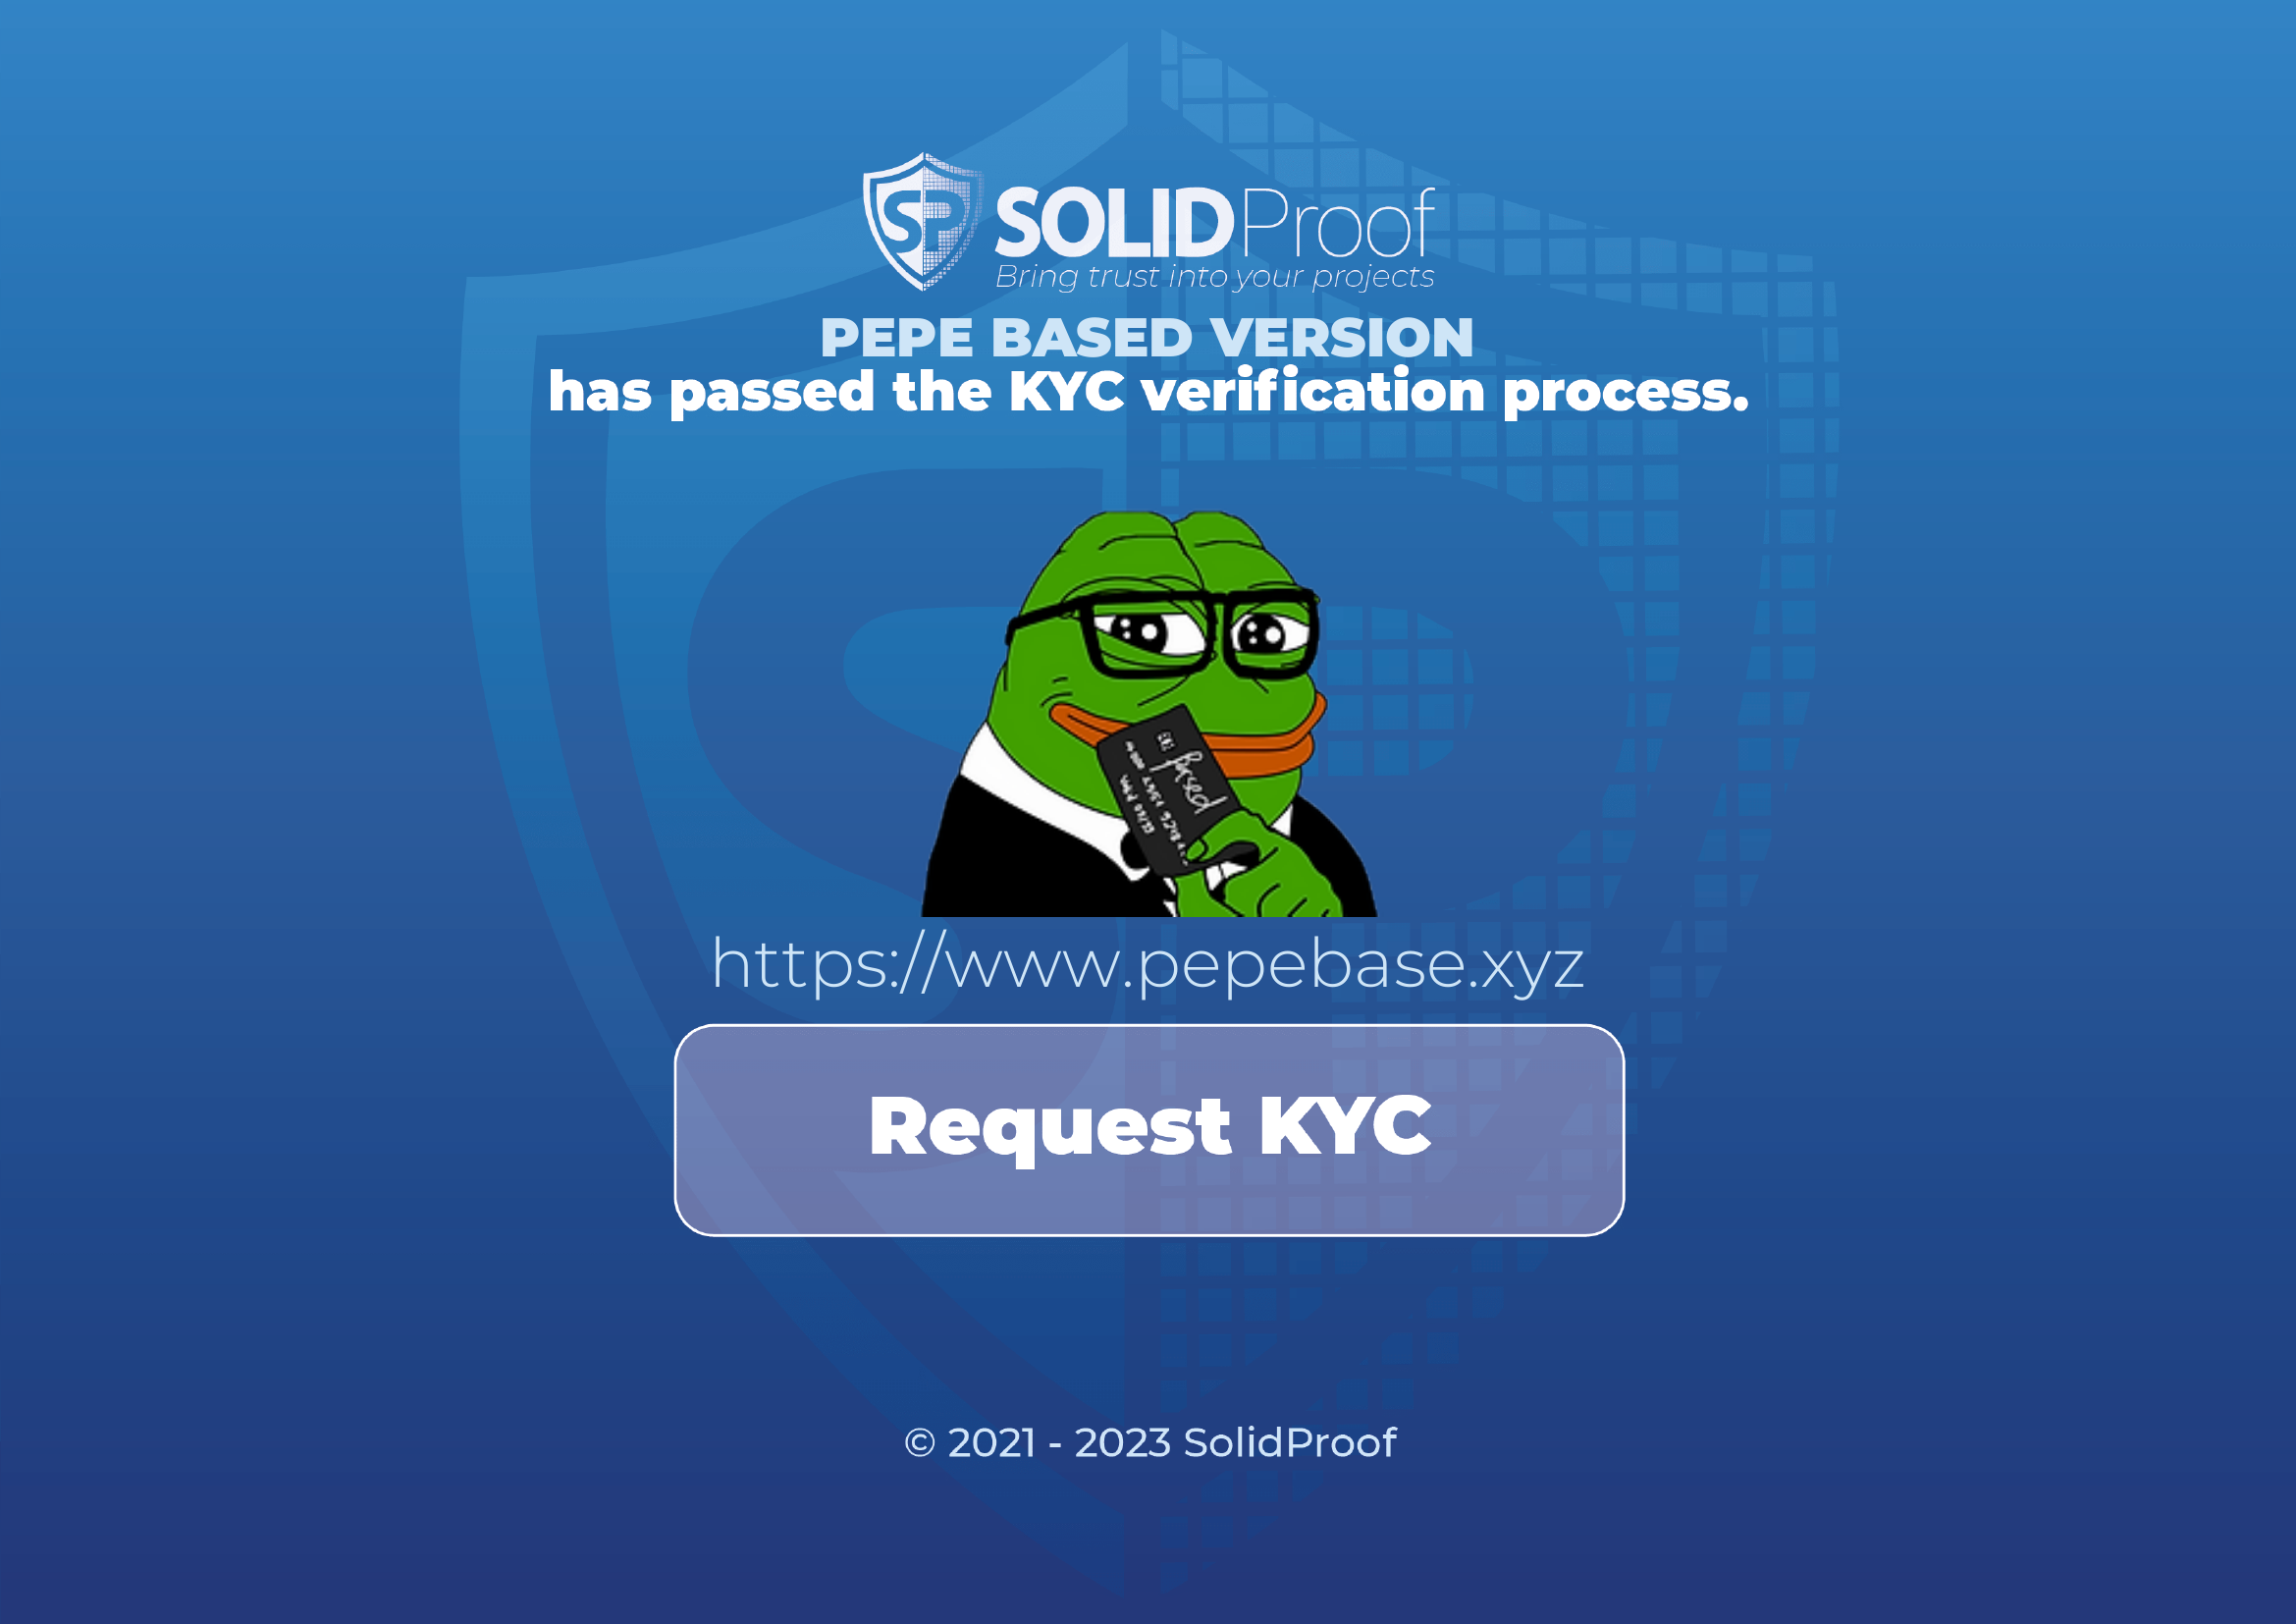 SP SOLIDProof
Bring trust into your projects
PEPE BASED VERSION
has passed the KYC verification process.
based
https://www.pepebase.xyz
Request KYC
© 2021 - 2023 SolidProof